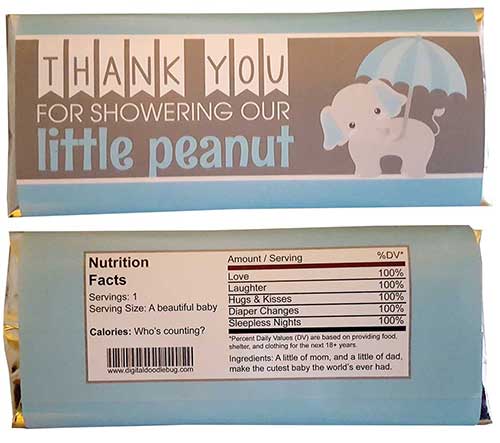 THANK YOU
FOR SHOWERING OUR
little peanut
Nutrition
Facts
Servings: 1
Serving Size: A beautiful baby
Calories: Who's counting?
www.digitaldoodlebug.com
Amount / Serving %DV*
Love 100%
Laughter 100%
Hugs & Kisses 100%
Diaper Changes 100%
Sleepless Nights 100%
*Percent Daily Values (DV) are based on providing food,
shelter, and clothing for the next 18+ years
Ingredients: A little of mom, and a little of dad,
make the cutest baby the world's ever had.